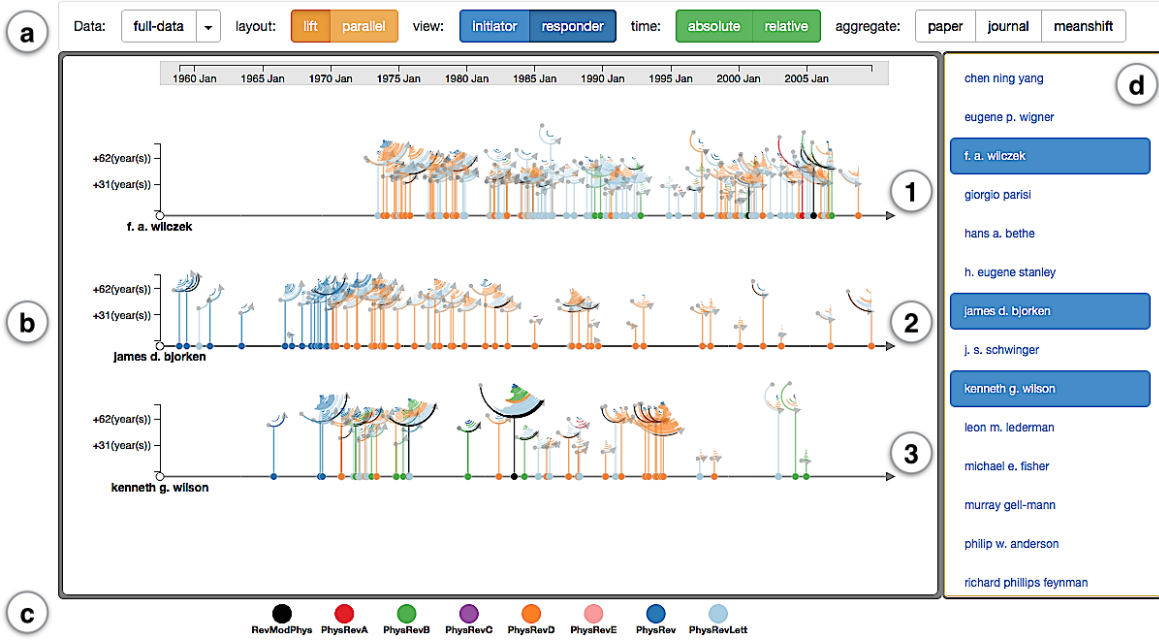 a
Data: full-data layout: lift parallel view: initiator responder time: absolute relative aggregate: paper journal meanshift
1960 Jan 1965 Jan 1970 Jan 1975 Jan 1980 Jan 1985 Jan 1990 Jan 1995 Jan 2000 Jan 2005 Jan
+62(year(s))
+31(year(s))
f. a. wilczek
1
b
+62(year(s))
+31(year(s))
james d. bjorken
2
+62(year(s))
+31(year(s))
kenneth g. wilson
3
d
chen ning yang
eugene p. wigner
f. a. wilczek
giorgio parisi
hans a. bethe
h. eugene stanley
james d. bjorken
j. s. schwinger
kenneth g. wilson
leon m. lederman
michael e. fisher
murray gell-mann
philip w. anderson
richard phillips feynman
c
RevModPhys PhysRevA PhysRevB PhysRevC PhysRevD PhysRevE PhysRev PhysRevLett